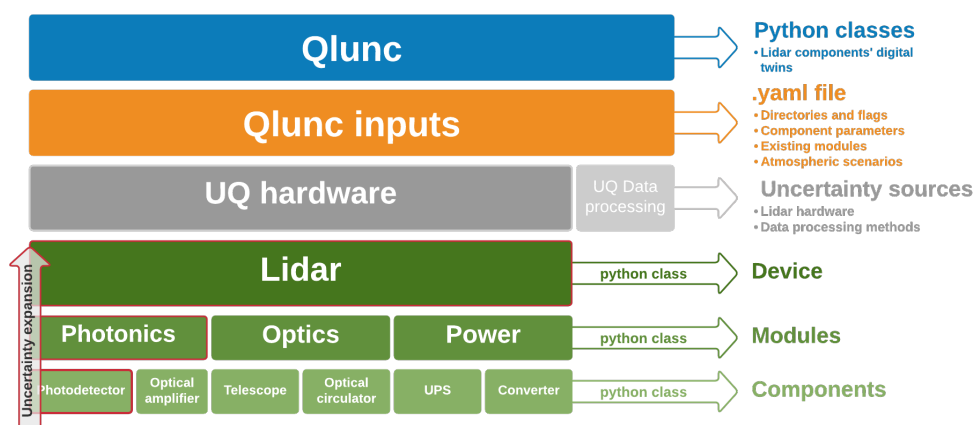 Qlunc
Python classes
• Lidar components' digital
twins
Qlunc inputs
.yaml file
• Directories and flags
• Component parameters
• Existing modules
• Atmospheric scenarios
UQ hardware
UQ Data
processing
Uncertainty sources
• Lidar hardware
• Data processing methods
Uncertainty expansion
Lidar
python class
Device
Photonics
Optics
Power
python class
Modules
Photodetector
Optical
amplifier
Telescope
Optical
circulator
UPS
Converter
python class
Components